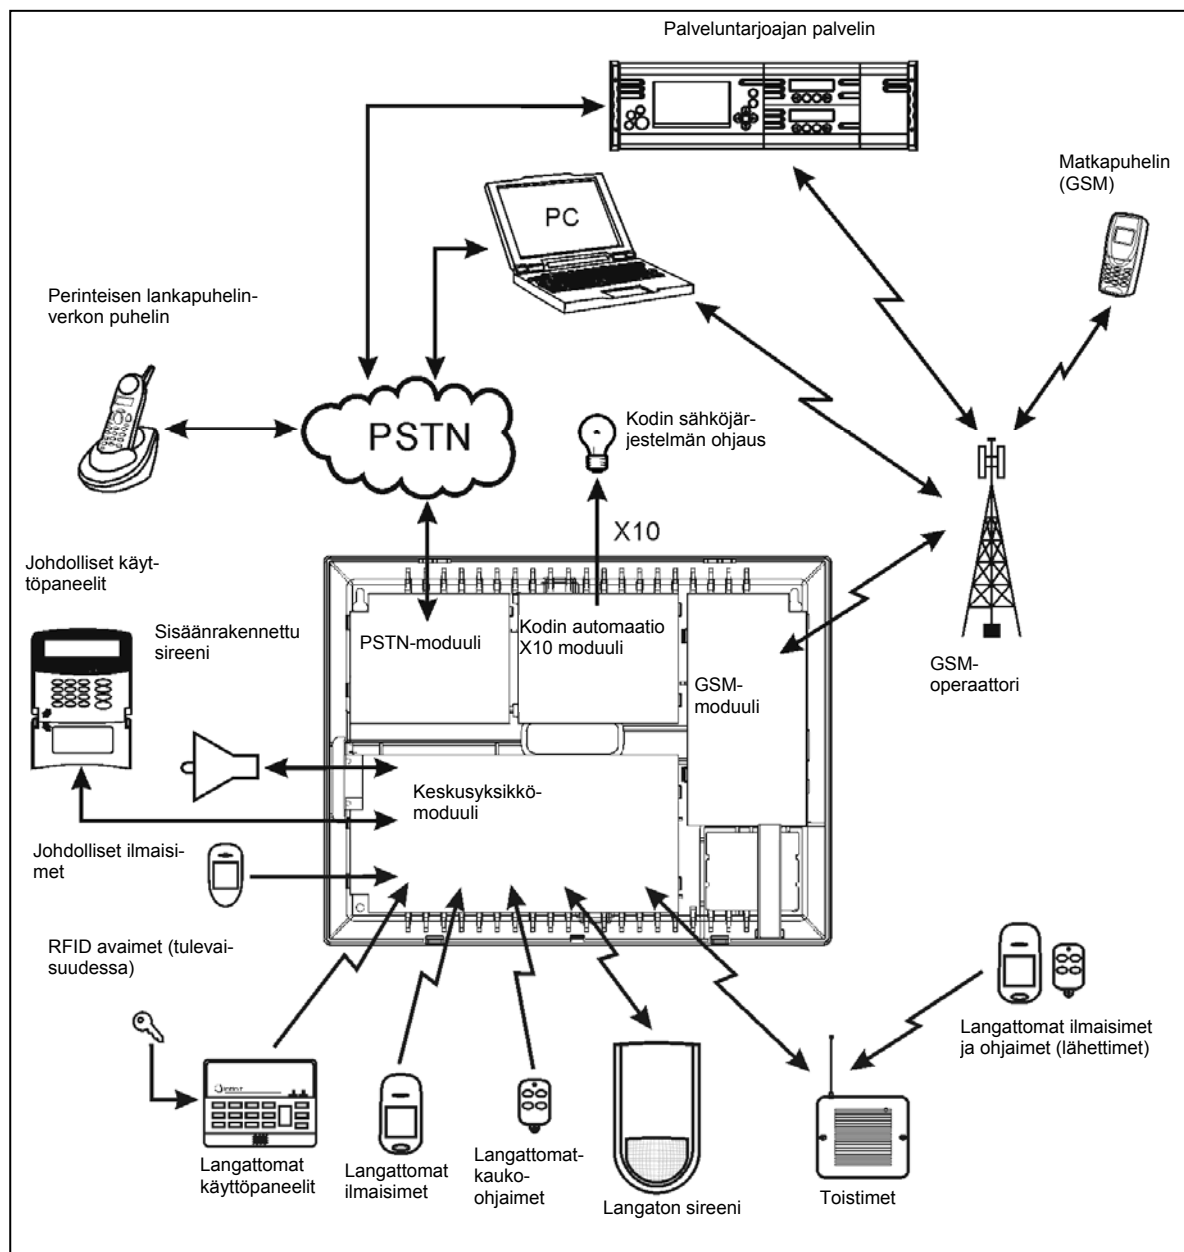 Palveluntarjoajan palvelin
Matkapuhelin
(GSM)
PC
Perinteisen lankapuhelin-
verkon puhelin
PSTN
Kodin sähköjär-
jestelmän ohjaus
X10
Johdolliset käyt-
töpaneelit
Sisäänrakennettu
sireeni
PSTN-moduuli
Kodin automaatio
X10 moduuli
GSM-
moduuli
GSM-
operaattori
Keskusyksikkö-
moduuli
Johdolliset ilmaisi-
met
RFID avaimet (tulevai-
suudessa)
Langattomat ilmaisimet
ja ohjaimet (lähettimet)
Langattomat
käyttöpaneelit
Langattomat
ilmaisimet
Langattomat-
kauko-
ohjaimet
Langaton sireeni
Toistimet